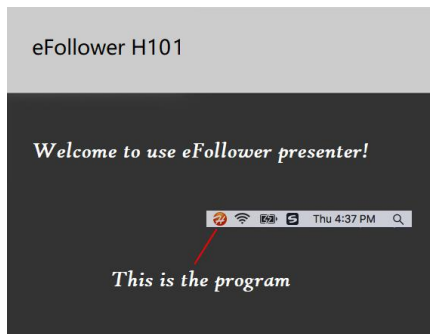 eFollower H101
Welcome to use eFollower presenter!
Thu 4:37 PM
This is the program